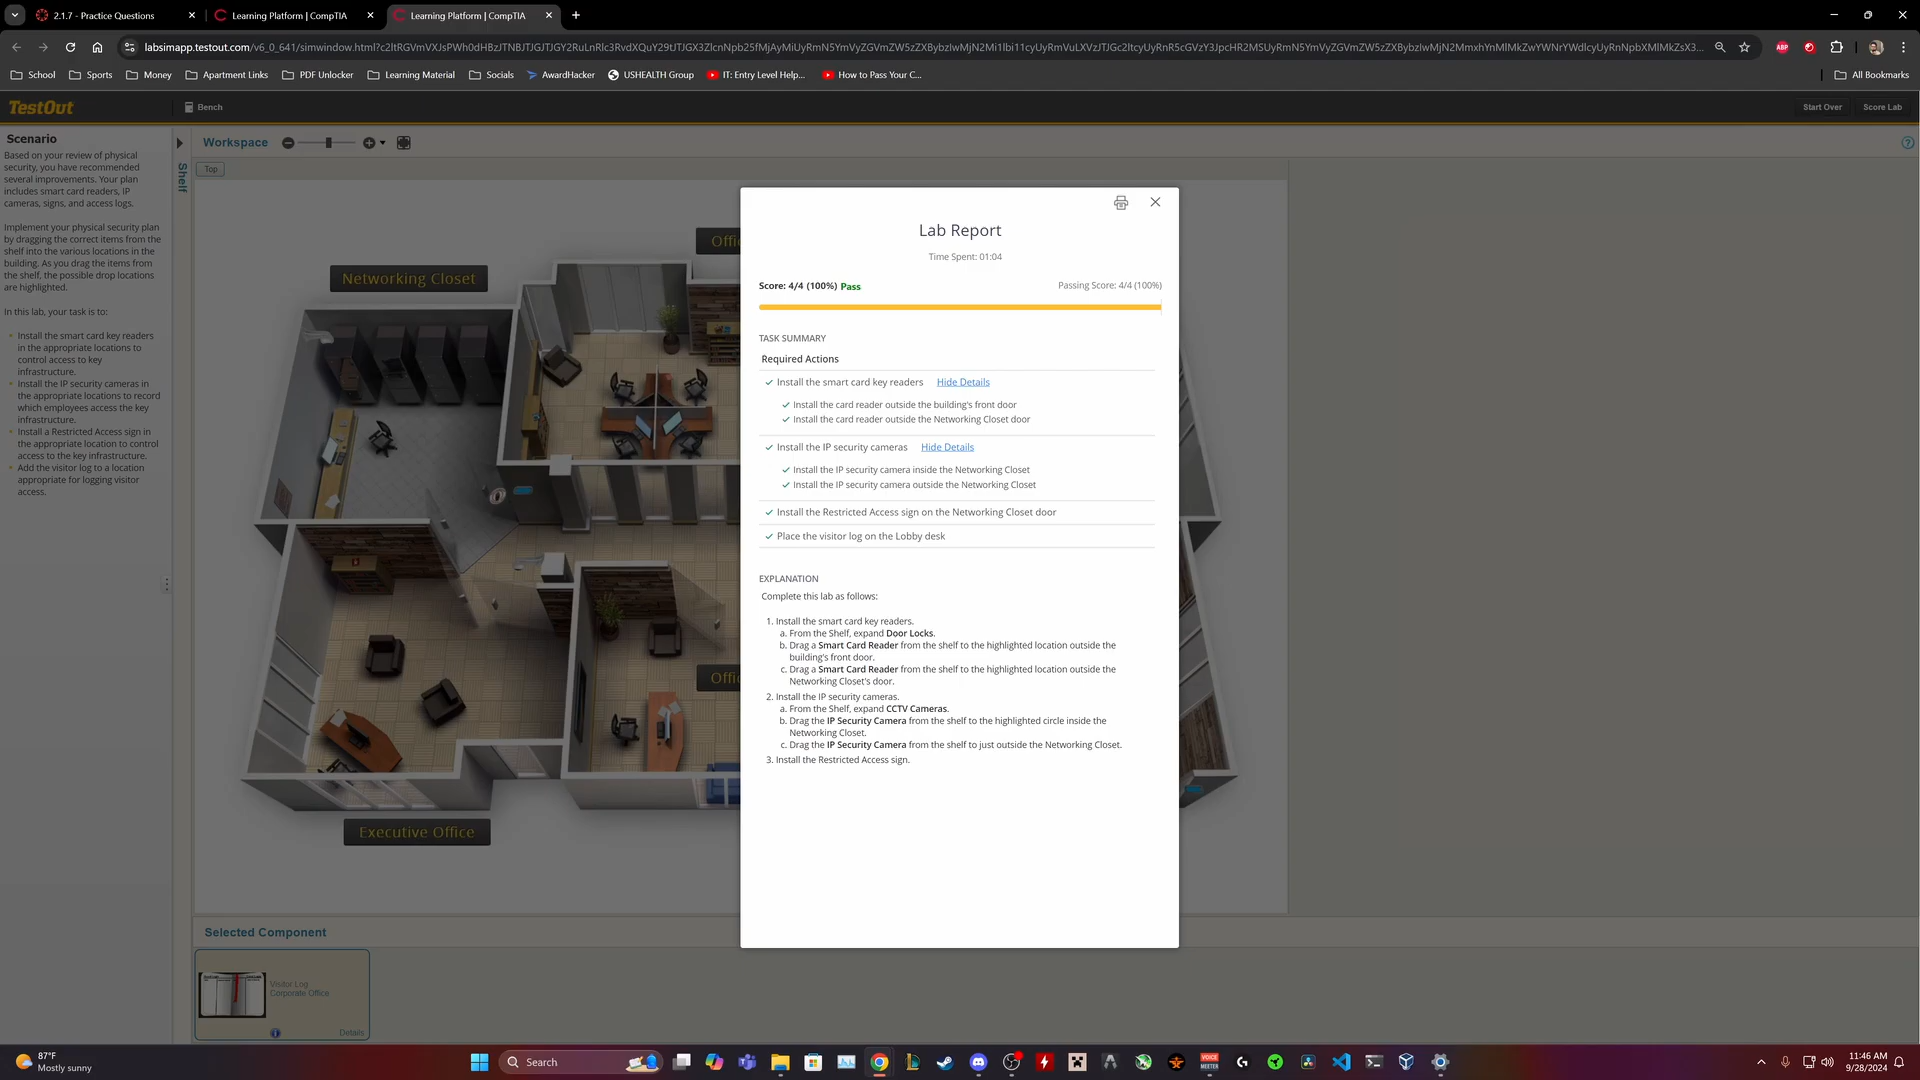 2.1.7 - Practice Questions
Learning Platform | CompTIA
Learning Platform | CompTIA
School
Sports
Money
Apartment Links
PDF Unlocker
Learning Material
Socials
AwardHacker
USHEALTH Group
IT: Entry Level Help...
How to Pass Your C...
All Bookmarks
TestOut
Bench
Start Over
Score Lab
Scenario
Based on your review of physical
security, you have recommended
several improvements. Your plan
includes smart card readers, IP
cameras, signs, and access logs.
Implement your physical security plan
by dragging the correct items from the
shelf into the various locations in the
building. As you drag the items from
the shelf, the possible drop locations
are highlighted.
In this lab, your task is to:
Install the smart card key readers
in the appropriate locations to
control access to key
infrastructure.
Install the IP security cameras in
the appropriate locations to record
which employees access the key
infrastructure.
Install a Restricted Access sign in
the appropriate location to control
access to the key infrastructure.
Add the visitor log to a location
appropriate for logging visitor
access.
Shelf
Workspace
Top
Networking Closet
Offi
Offi
Executive Office
Lab Report
Time Spent: 01:04
Score: 4/4 (100%) Pass
Passing Score: 4/4 (100%)
TASK SUMMARY
Required Actions
Install the smart card key readers Hide Details
Install the card reader outside the building's front door
Install the card reader outside the Networking Closet door
Install the IP security cameras Hide Details
Install the IP security camera inside the Networking Closet
Install the IP security camera outside the Networking Closet
Install the Restricted Access sign on the Networking Closet door
Place the visitor log on the Lobby desk
EXPLANATION
Complete this lab as follows:
1. Install the smart card key readers.
a. From the Shelf, expand Door Locks.
b. Drag a Smart Card Reader from the shelf to the highlighted location outside the
building's front door.
c. Drag a Smart Card Reader from the shelf to the highlighted location outside the
Networking Closet's door.
2. Install the IP security cameras.
a. From the Shelf, expand CCTV Cameras.
b. Drag the IP Security Camera from the shelf to the highlighted circle inside the
Networking Closet.
c. Drag the IP Security Camera from the shelf to just outside the Networking Closet.
3. Install the Restricted Access sign.
Selected Component
Visitor Log
Corporate Office
Details
87°F
Mostly sunny
Search
11:46 AM
9/28/2024